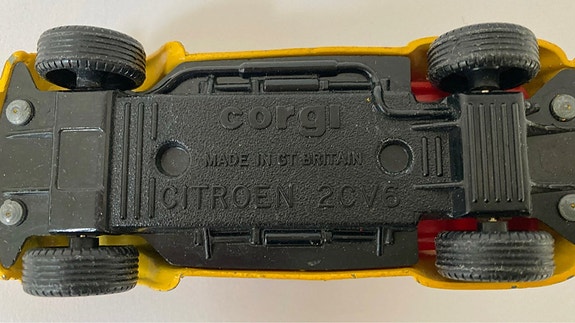 corgi
MADE IN GT BRITAIN
CITROEN 2CV6